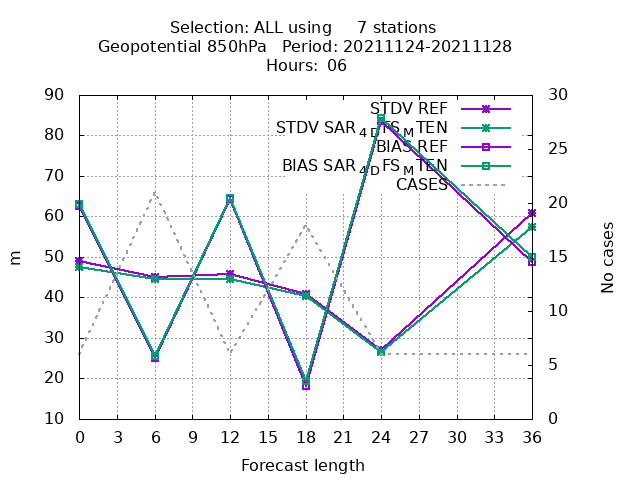 Selection: ALL using 7 stations
Geopotential 850hPa Period: 20211124-20211128
Hours: 06
STDV REF
STDV SAR4DFSMTEN
BIAS REF
BIAS SAR4DFSMTEN
CASES
90
80
70
60
50
40
30
20
10
m
30
25
20
15
10
5
0
No cases
0 3 6 9 12 15 18 21 24 27 30 33 36
Forecast length